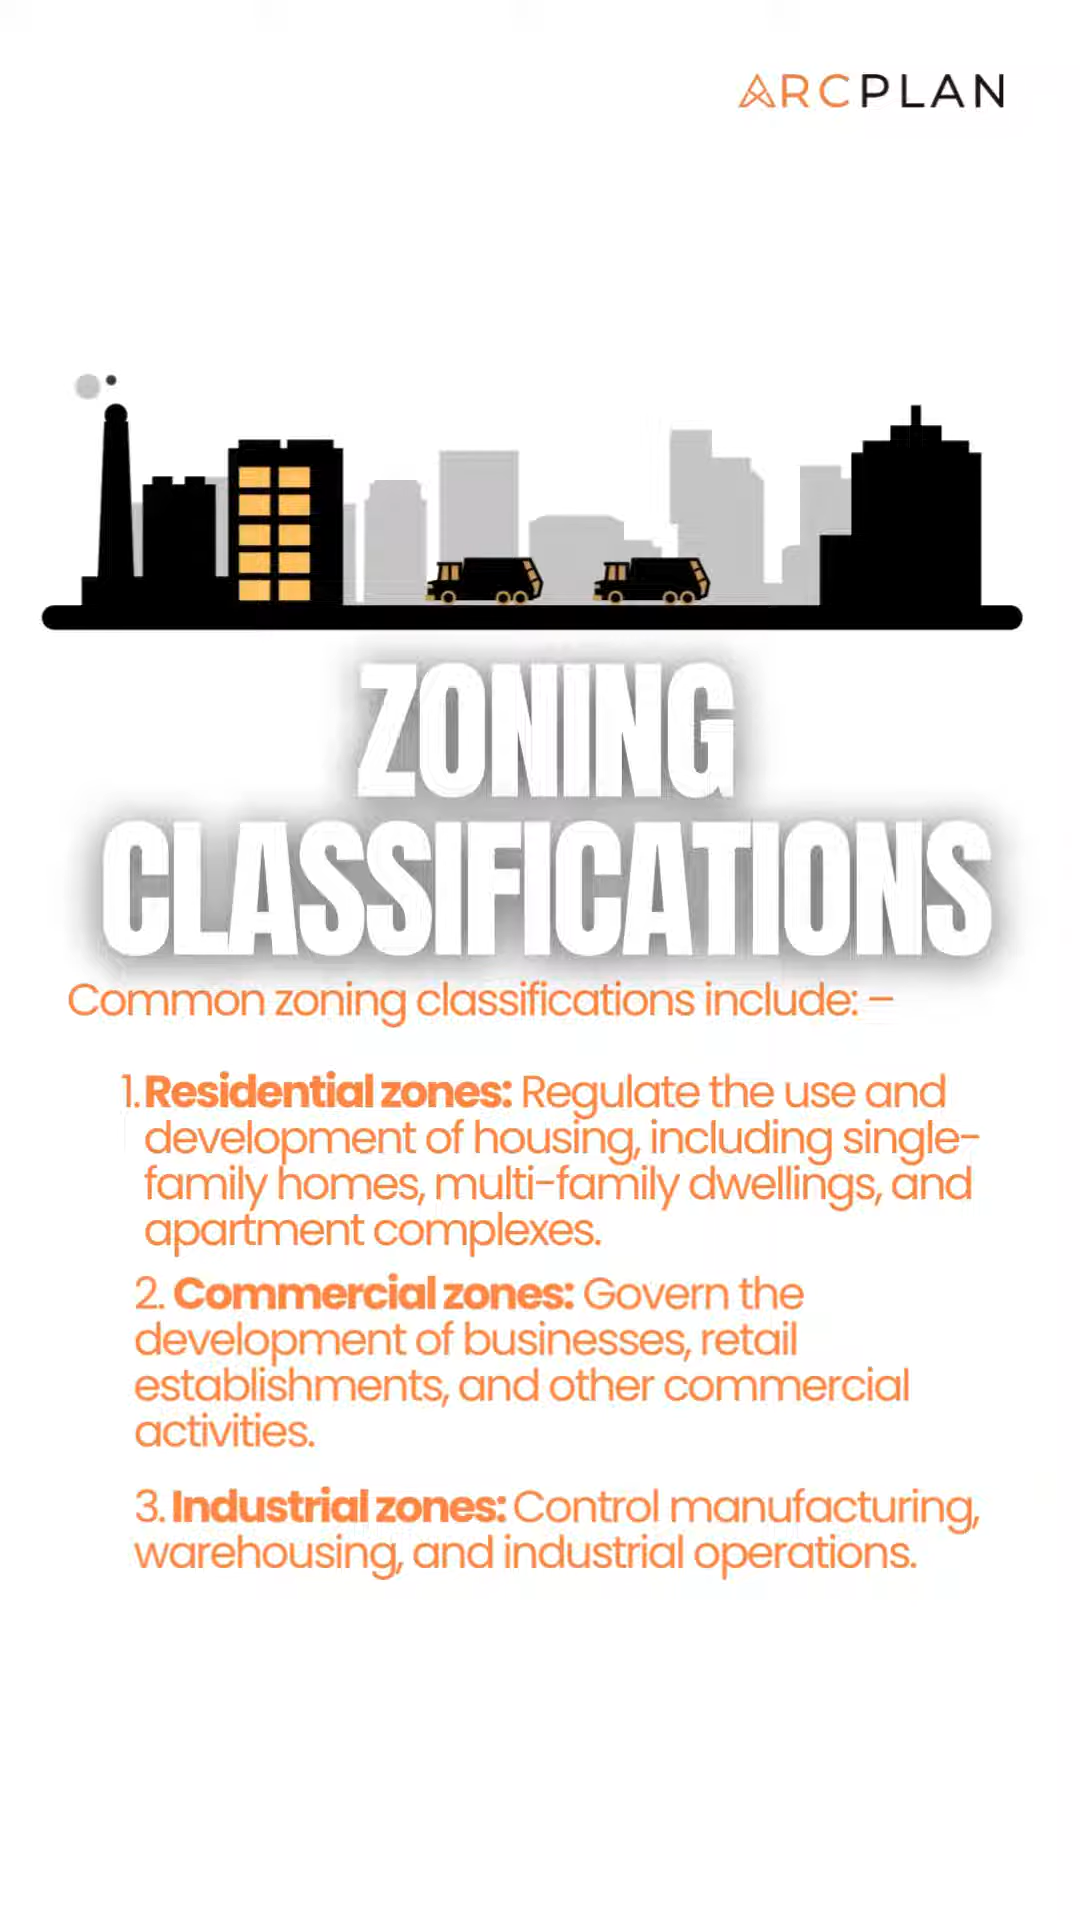 ARCPLAN
ZONING
CLASSIFICATIONS
Common zoning classifications include: –
1. Residential zones: Regulate the use and
development of housing, including single-
family homes, multi-family dwellings, and
apartment complexes.
2. Commercial zones: Govern the
development of businesses, retail
establishments, and other commercial
activities.
3. Industrial zones: Control manufacturing,
warehousing, and industrial operations.